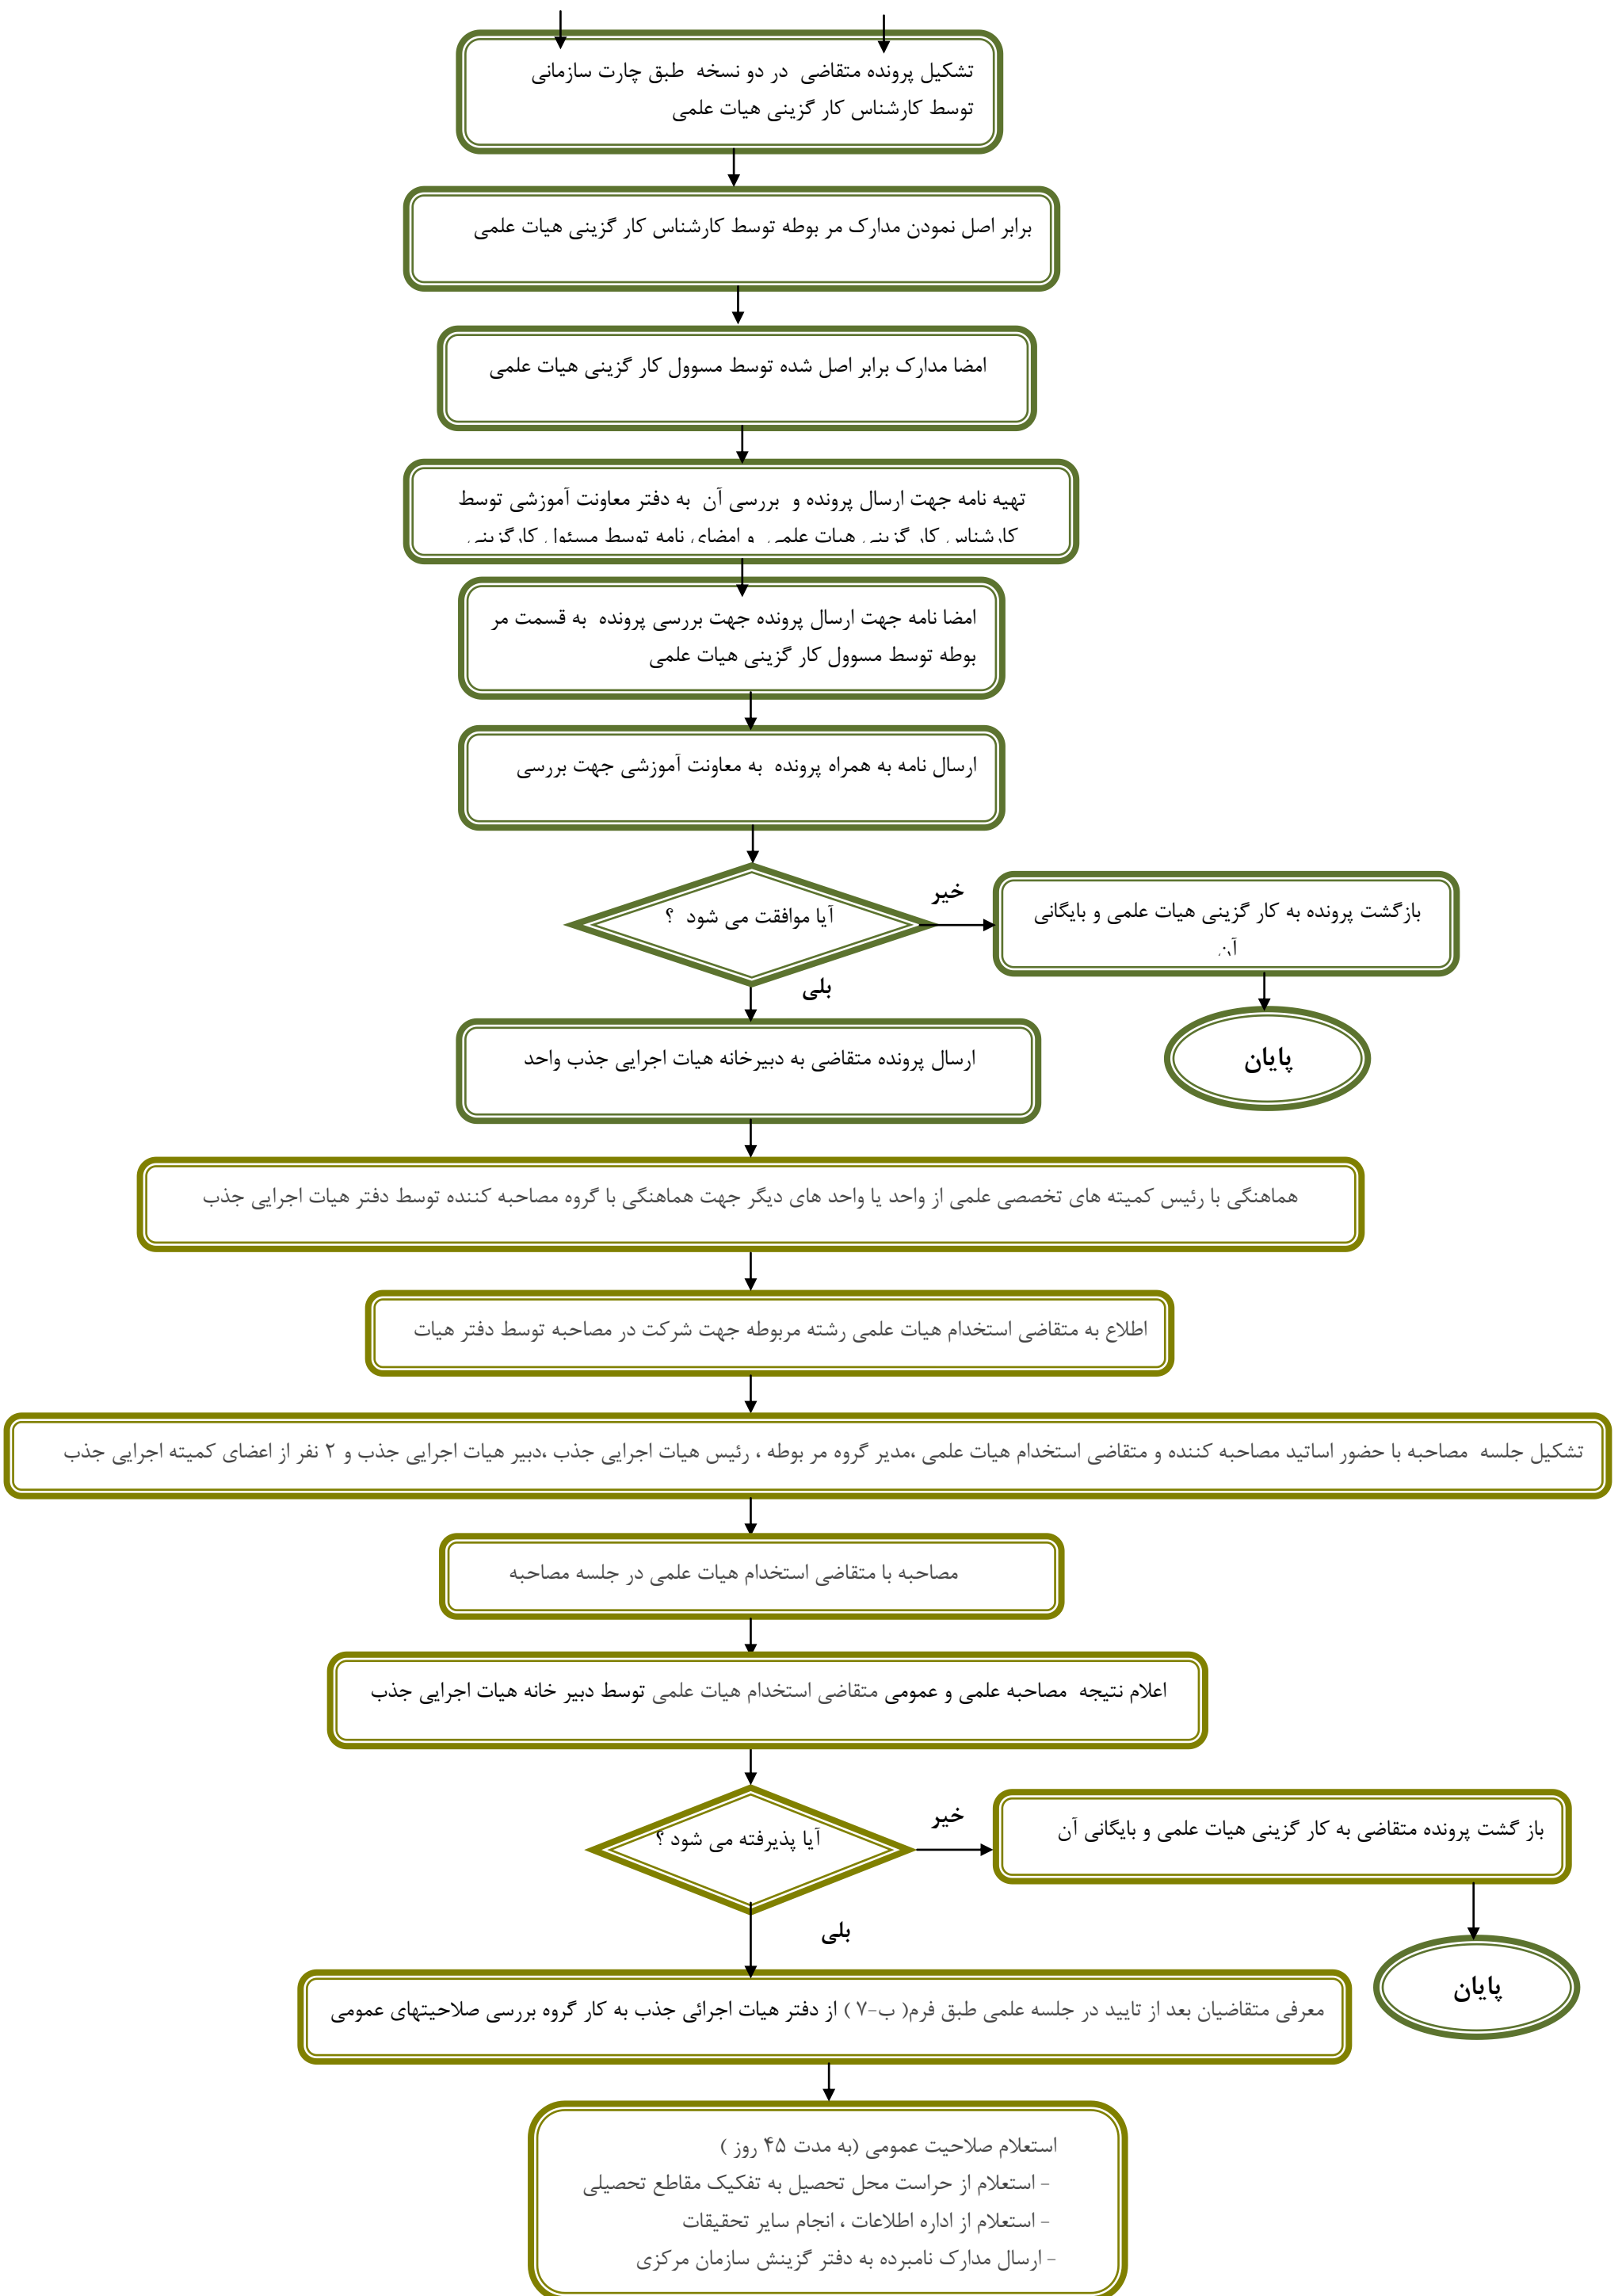 تشکیل پرونده متقاضی در دو نسخه طبق چارت سازمانی
توسط کارشناس کار گزینی هیات علمی
برابر اصل نمودن مدارک مر بوطه توسط کارشناس کار گزینی هیات علمی
امضا مدارک برابر اصل شده توسط مسوول کار گزینی هیات علمی
تهیه نامه جهت ارسال پرونده و بررسی آن به دفتر معاونت آموزشی توسط
کارشناس کار گزینی هیات علمی و امضای نامه توسط مسئول کارگزینی
امضا نامه جهت ارسال پرونده جهت بررسی پرونده به قسمت مر
بوطه توسط مسوول کار گزینی هیات علمی
ارسال نامه به همراه پرونده به معاونت آموزشی جهت بررسی
آیا موافقت می شود ؟
خیر
بازگشت پرونده به کار گزینی هیات علمی و بایگانی
آن
بلی
پایان
ارسال پرونده متقاضی به دبیرخانه هیات اجرایی جذب واحد
هماهنگی با رئیس کمیته های تخصصی علمی از واحد یا واحد های دیگر جهت هماهنگی با گروه مصاحبه کننده توسط دفتر هیات اجرایی جذب
اطلاع به متقاضی استخدام هیات علمی رشته مربوطه جهت شرکت در مصاحبه توسط دفتر هیات
تشکیل جلسه مصاحبه با حضور اساتید مصاحبه کننده و متقاضی استخدام هیات علمی ،مدیر گروه مر بوطه ، رئیس هیات اجرایی جذب ،دبیر هیات اجرایی جذب و ۲ نفر از اعضای کمیته اجرایی جذب
مصاحبه با متقاضی استخدام هیات علمی در جلسه مصاحبه
اعلام نتیجه مصاحبه علمی و عمومی متقاضی استخدام هیات علمی توسط دبیر خانه هیات اجرایی جذب
آیا پذیرفته می شود ؟
خیر
باز گشت پرونده متقاضی به کار گزینی هیات علمی و بایگانی آن
بلی
پایان
معرفی متقاضیان بعد از تایید در جلسه علمی طبق فرم( ب-۷ ) از دفتر هیات اجرائی جذب به کار گروه بررسی صلاحیتهای عمومی
استعلام صلاحیت عمومی (به مدت ۴۵ روز )
- استعلام از حراست محل تحصیل به تفکیک مقاطع تحصیلی
- استعلام از اداره اطلاعات ، انجام سایر تحقیقات
- ارسال مدارک نامبرده به دفتر گزینش سازمان مرکزی